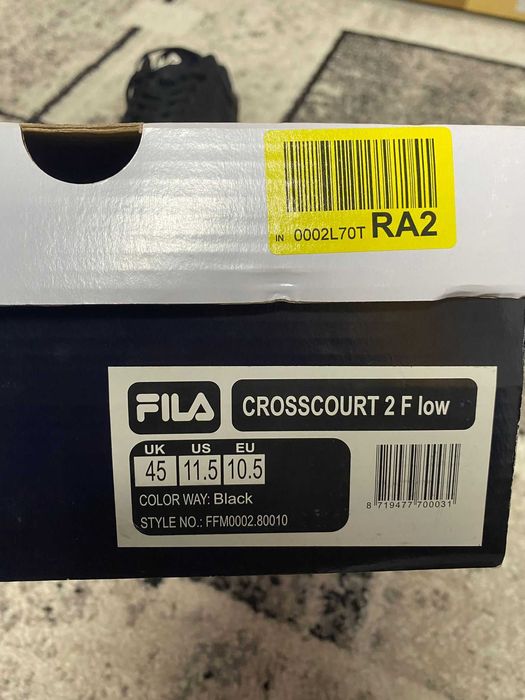 IN 0002L70T RA2
FILA CROSSCOURT 2 F low
UK US EU
45 11.5 10.5
COLOR WAY: Black
STYLE NO.: FFM0002.80010
8 719477 700031